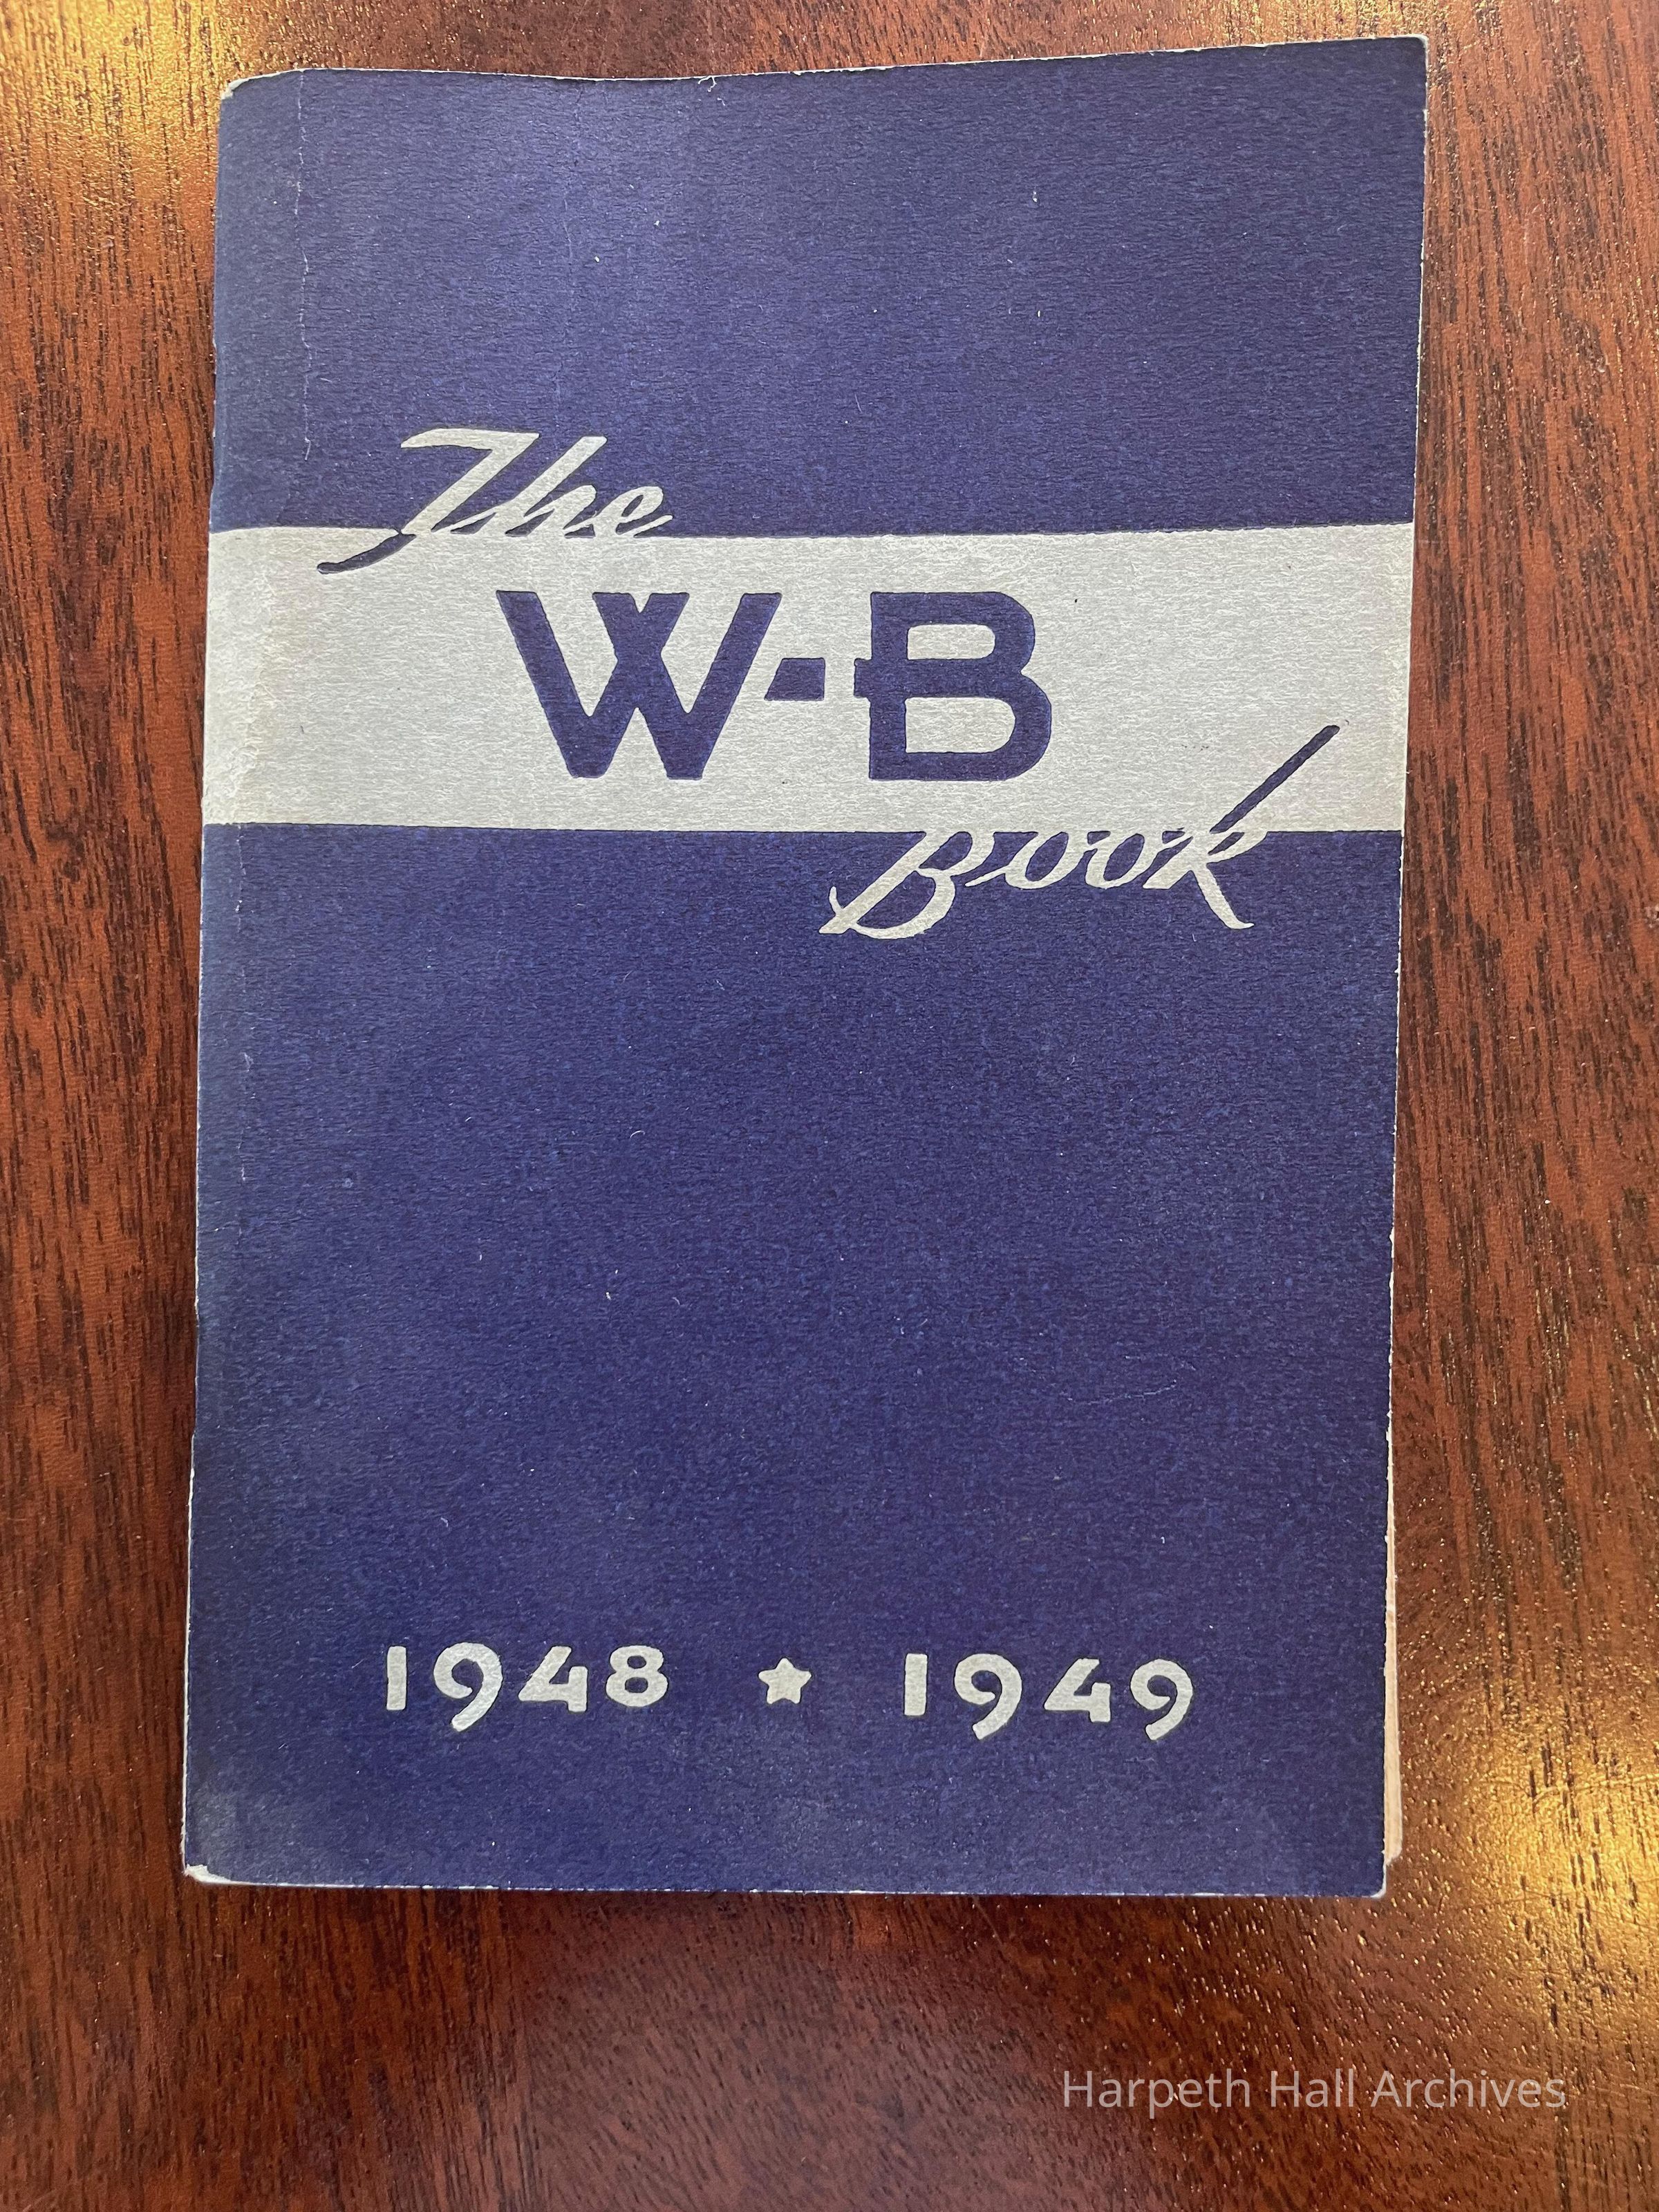 The
W-B
Book
1948 ★ 1949
Harpeth Hall Archives